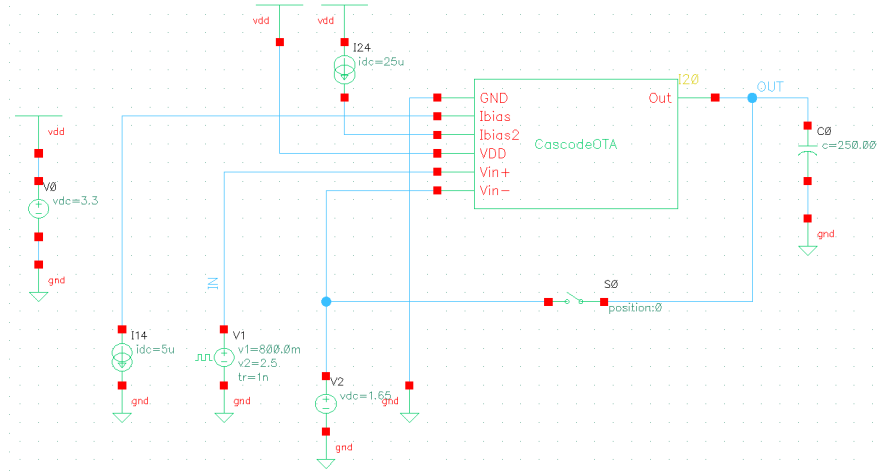 vdd
vdd
I24
idc=25u
I20
GND
Out
OUT
Ibias
Ibias2
CascodeOTA
VDD
Vin+
Vin-
C0
c=250.00
gnd
vdd
V0
vdc=3.3
gnd
IN
S0
position:0
I14
idc=5u
gnd
V1
v1=800.0m
v2=2.5
tr=1n
gnd
V2
vdc=1.65
gnd
gnd